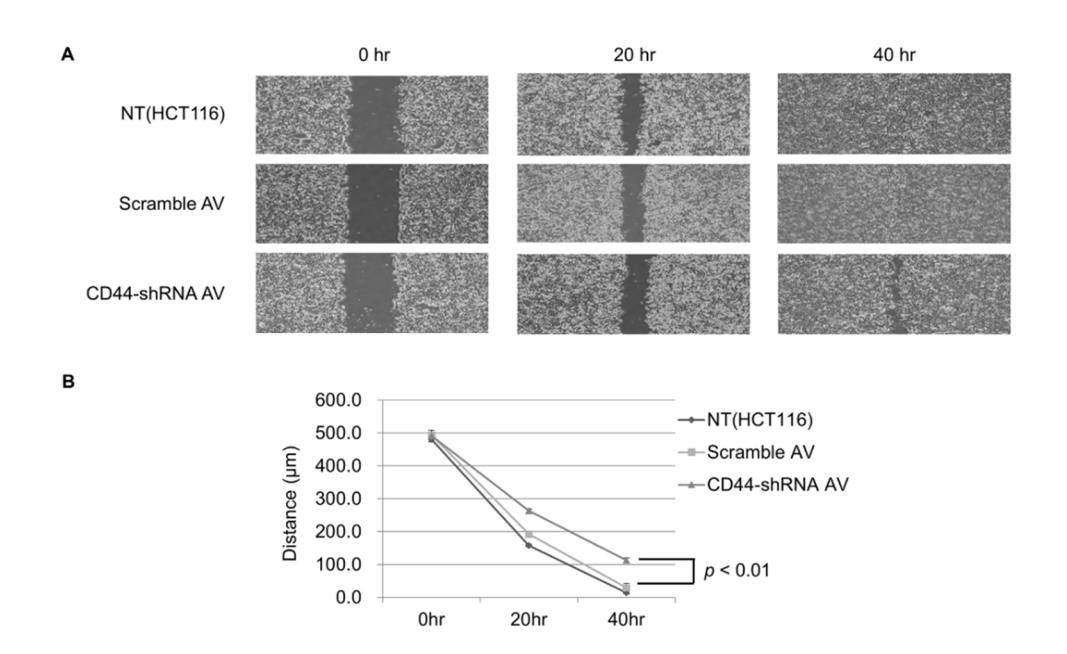 A
0 hr
20 hr
40 hr
NT(HCT116)
Scramble AV
CD44-shRNA AV
B
600.0
500.0
400.0
300.0
200.0
100.0
0.0
Distance (μm)
0hr
20hr
40hr
NT(HCT116)
Scramble AV
CD44-shRNA AV
p < 0.01